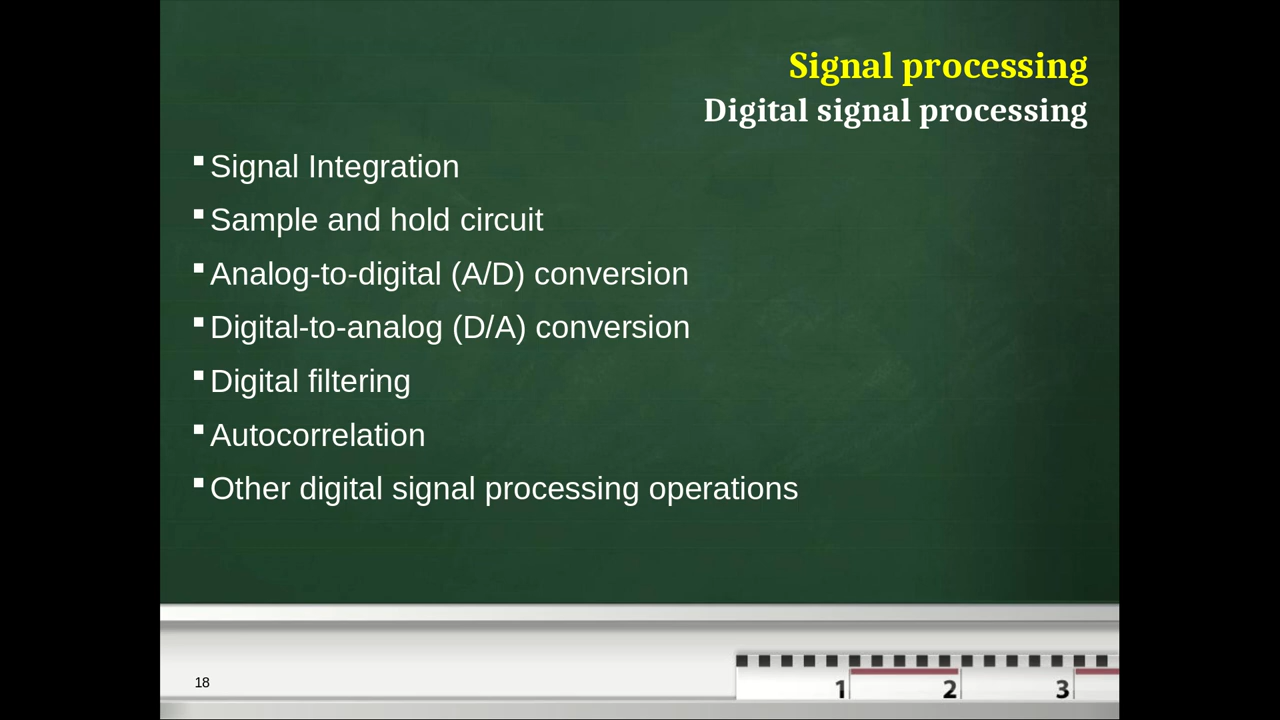 Signal processing
Digital signal processing
Signal Integration
Sample and hold circuit
Analog-to-digital (A/D) conversion
Digital-to-analog (D/A) conversion
Digital filtering
Autocorrelation
Other digital signal processing operations
18
1 2 3